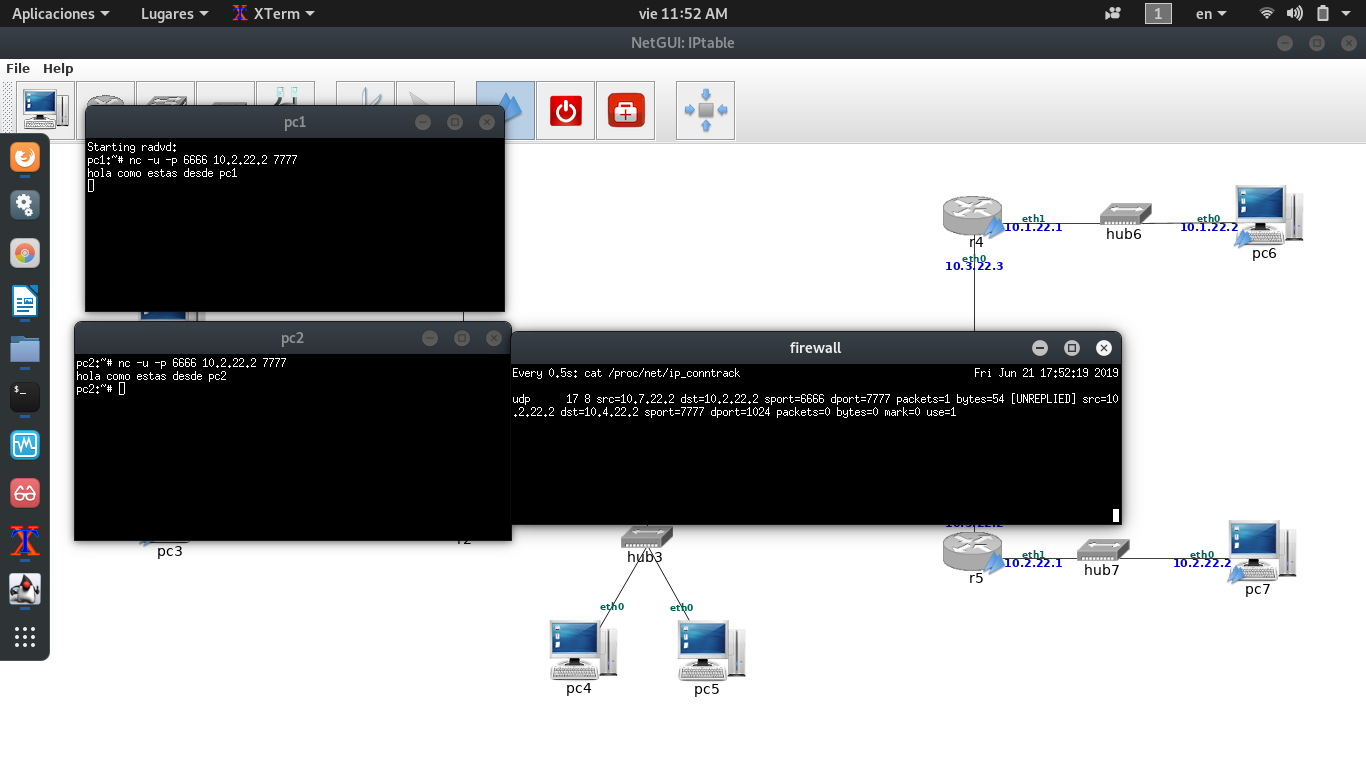 Aplicaciones Lugares XTerm vie 11:52 AM 1 en
NetGUI: IPtable
File Help
pc1
Starting radvd:
pc1:~# nc -u -p 6666 10.2.22.2 7777
hola como estas desde pc1
pc2
pc2:~# nc -u -p 6666 10.2.22.2 7777
hola como estas desde pc2
pc2:~#
firewall
Every 0.5s: cat /proc/net/ip_conntrack Fri Jun 21 17:52:19 2019
udp 17 8 src=10.7.22.2 dst=10.2.22.2 sport=6666 dport=7777 packets=1 bytes=54 [UNREPLIED] src=10
.2.22.2 dst=10.4.22.2 sport=7777 dport=1024 packets=0 bytes=0 mark=0 use=1
eth1
10.1.22.1
r4
eth0
10.3.22.3
hub6
eth0
10.1.22.2
pc6
pc3
hub3
eth0
eth0
pc4
pc5
r5
eth1
10.2.22.1
hub7
eth0
10.2.22.2
pc7